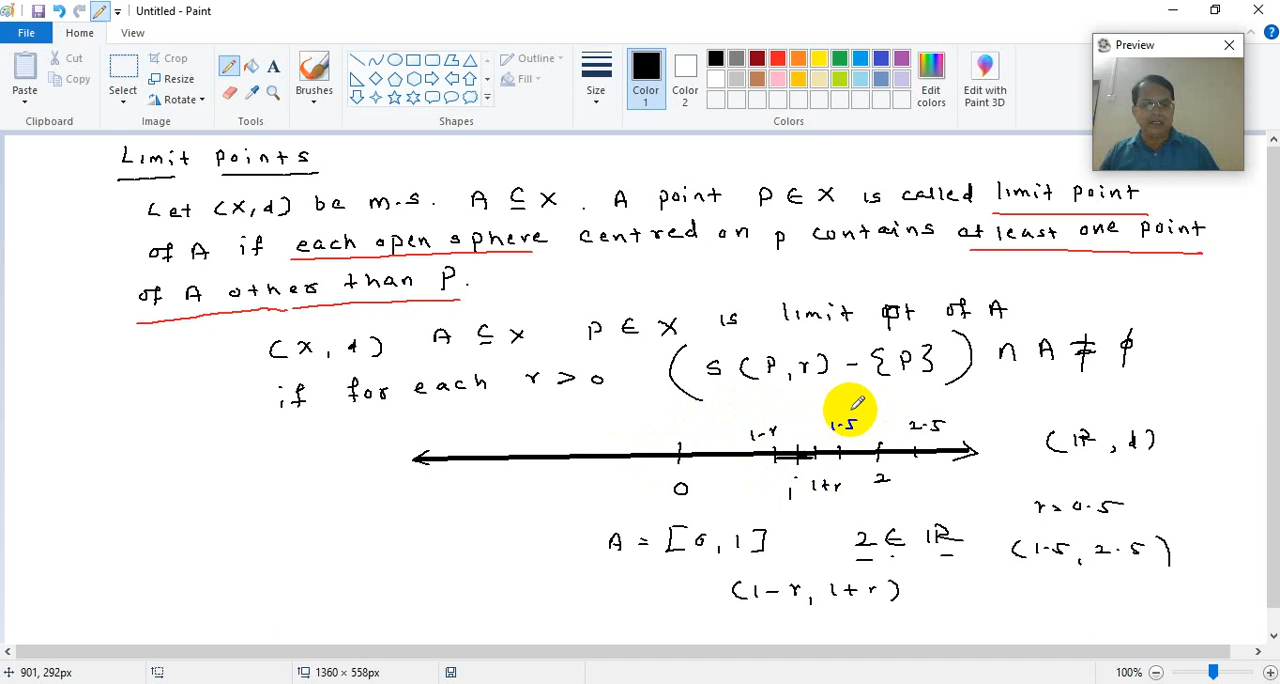 Untitled - Paint
File Home View
Paste Cut Copy Clipboard
Select Crop Resize Rotate Image
Tools
Brushes
Shapes Outline Fill
Size
Color 1 Color 2 Edit colors Colors
Edit with Paint 3D
Preview
Limit Points
Let (X,d) be m.s. A ⊆ X. A point P ∈ X is called limit point
of A if each open sphere centred on p contains at least one point
of A other than P.
(X, d) A ⊆ X P ∈ X is limit pt of A
if for each r > 0 (S(P,r) - {P}) ∩ A ≠ ϕ
1-r 1.5 2.5
(ℝ, d)
0 1 1+r 2
r = 0.5
A = [0, 1] 2 ∈ ℝ (1.5, 2.5)
(1-r, 1+r)
901, 292px 1360 × 558px 100%